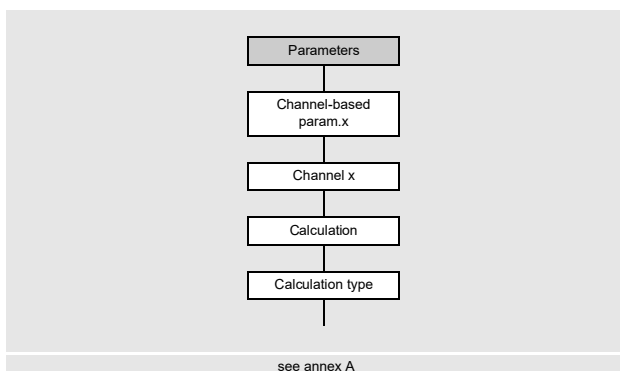 Parameters
Channel-based
param.x
Channel x
Calculation
Calculation type
see annex A